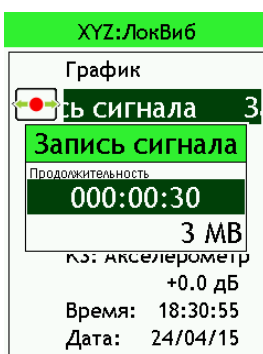 XYZ:ЛокВиб
График
сь сигнала
Запись сигнала
Продолжительность
000:00:30
3 MB
К3: Акселерометр
+0.0 дБ
Время: 18:30:55
Дата: 24/04/15